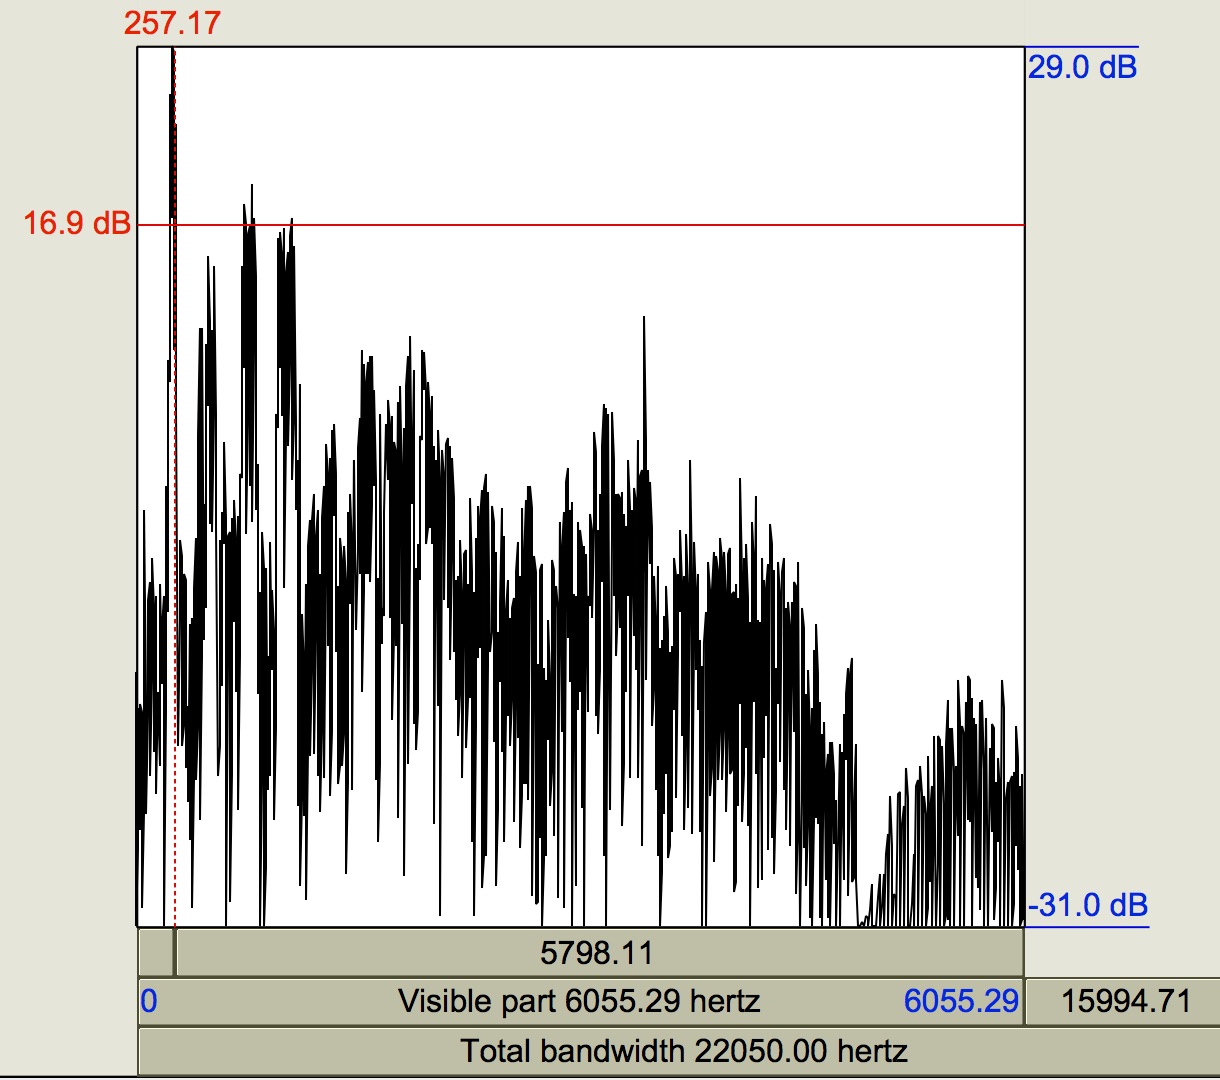 257.17
29.0 dB
16.9 dB
-31.0 dB
5798.11
0 Visible part 6055.29 hertz 6055.29 15994.71
Total bandwidth 22050.00 hertz